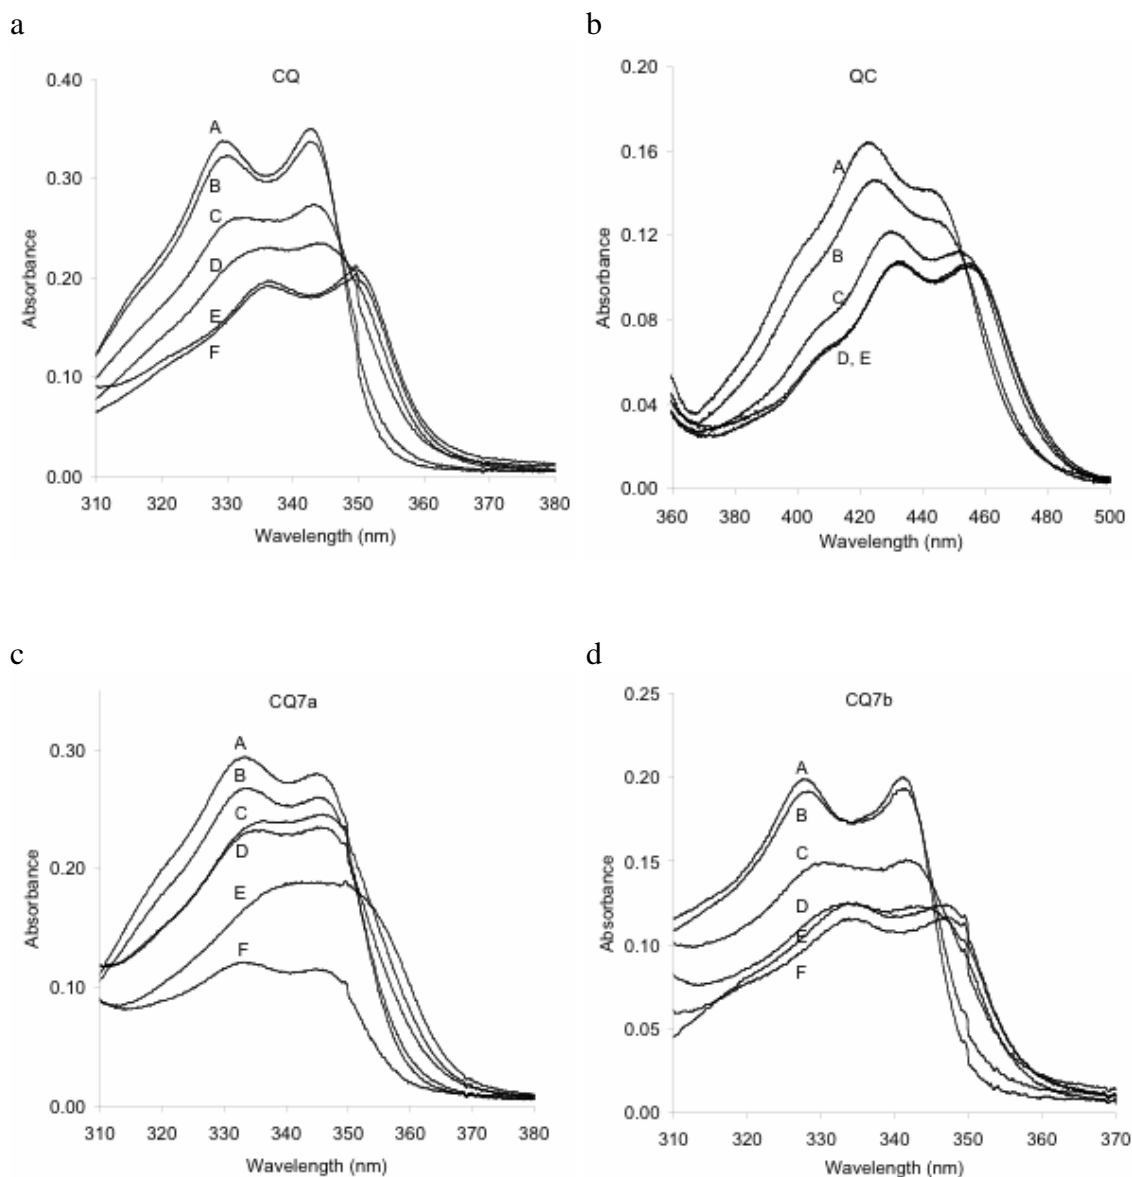 a
CQ
0.40
0.30
0.20
0.10
0.00
Absorbance
A
B
C
D
E
F
310 320 330 340 350 360 370 380
Wavelength (nm)
b
QC
0.20
0.16
0.12
0.08
0.04
0.00
Absorbance
A
B
C
D, E
360 380 400 420 440 460 480 500
Wavelength (nm)
c
CQ7a
0.30
0.20
0.10
0.00
Absorbance
A
B
C
D
E
F
310 320 330 340 350 360 370 380
Wavelength (nm)
d
CQ7b
0.25
0.20
0.15
0.10
0.05
0.00
Absorbance
A
B
C
D
E
F
310 320 330 340 350 360 370
Wavelength (nm)